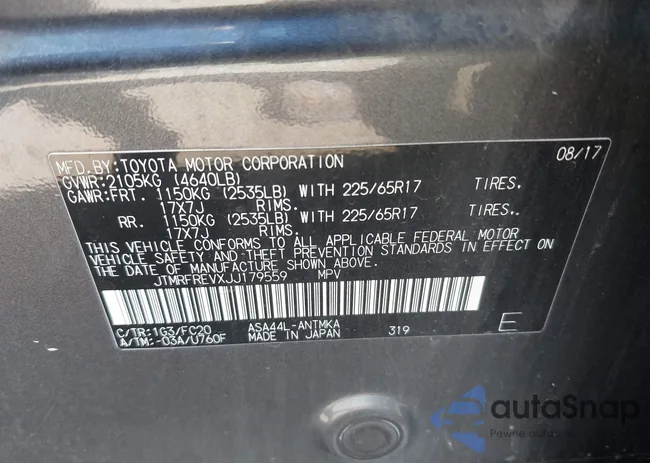 MFD.BY:TOYOTA MOTOR CORPORATION 08/17
GVWR:2105KG (4640LB)
GAWR:FRT. 1150KG (2535LB) WITH 225/65R17 TIRES.
17X7J RIMS.
RR. 1150KG (2535LB) WITH 225/65R17 TIRES.
17X7J RIMS.
THIS VEHICLE CONFORMS TO ALL APPLICABLE FEDERAL MOTOR
VEHICLE SAFETY AND THEFT PREVENTION STANDARDS IN EFFECT ON
THE DATE OF MANUFACTURE SHOWN ABOVE.
JTMRFREVXJJ179559 MPV
C/TR:1G3/FC20 ASA44L-ANTMKA 319 E
A/TM:-03A/U760F MADE IN JAPAN
autoSnap
Pewne auto